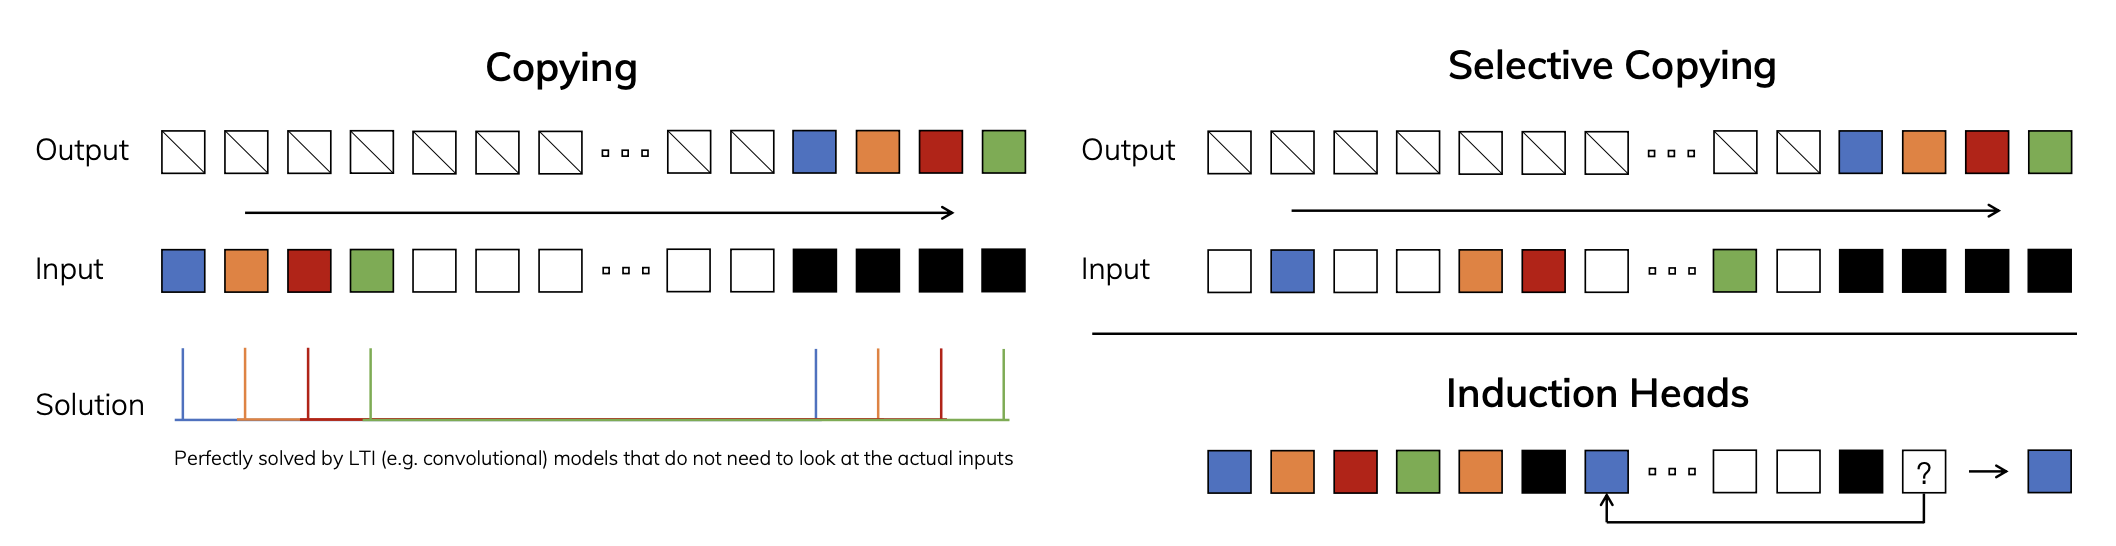 Copying
Output
Input
Solution
Perfectly solved by LTI (e.g. convolutional) models that do not need to look at the actual inputs
Selective Copying
Output
Input
Induction Heads
?